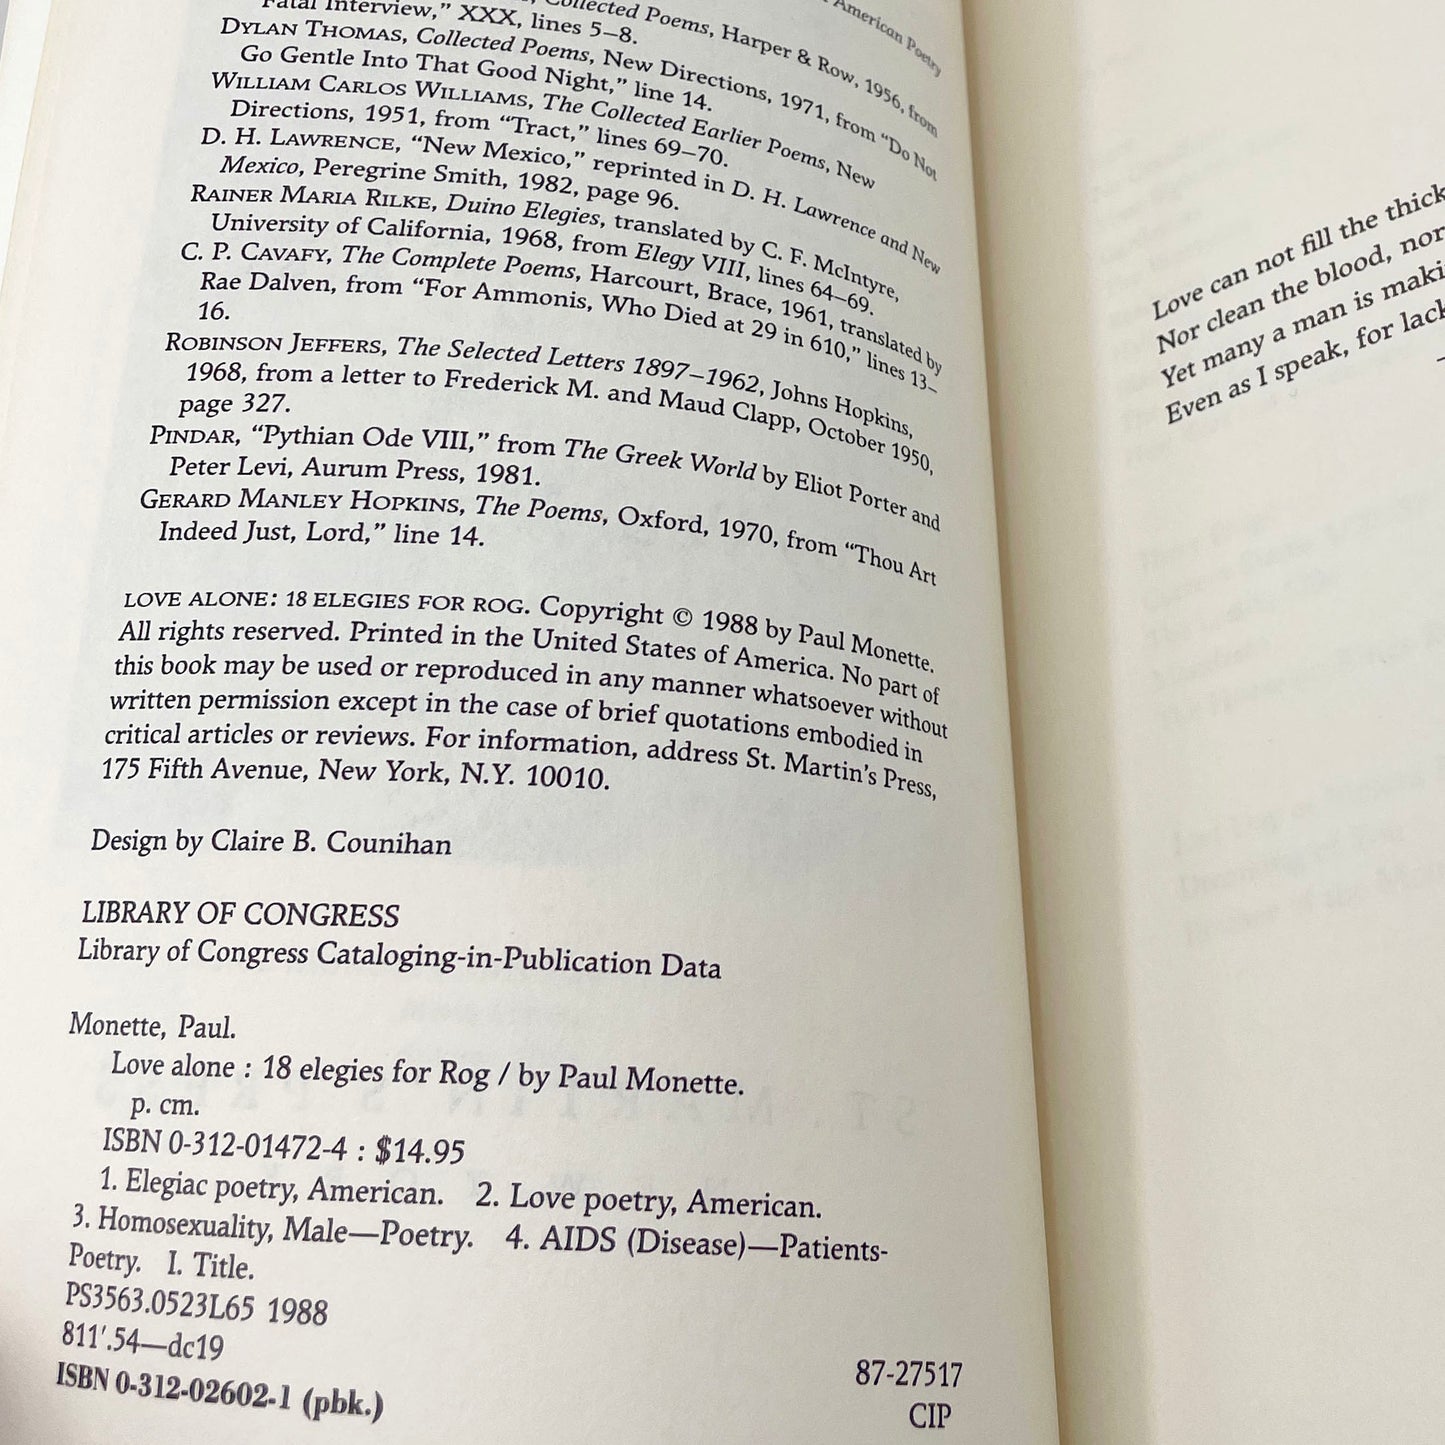 American Poetry
Collected Poems, Harper & Row, 1956, from
Fatal Interview," XXX, lines 5–8.
DYLAN THOMAS, Collected Poems, New Directions, 1971, from "Do Not
Go Gentle Into That Good Night," line 14.
WILLIAM CARLOS WILLIAMS, The Collected Earlier Poems, New
Directions, 1951, from "Tract," lines 69–70.
D. H. LAWRENCE, "New Mexico," reprinted in D. H. Lawrence and New
Mexico, Peregrine Smith, 1982, page 96.
RAINER MARIA RILKE, Duino Elegies, translated by C. F. McIntyre,
University of California, 1968, from Elegy VIII, lines 64–69.
C. P. CAVAFY, The Complete Poems, Harcourt, Brace, 1961, translated by
Rae Dalven, from "For Ammonis, Who Died at 29 in 610," lines 13–
16.
ROBINSON JEFFERS, The Selected Letters 1897–1962, Johns Hopkins,
1968, from a letter to Frederick M. and Maud Clapp, October 1950,
page 327.
PINDAR, "Pythian Ode VIII," from The Greek World by Eliot Porter and
Peter Levi, Aurum Press, 1981.
GERARD MANLEY HOPKINS, The Poems, Oxford, 1970, from "Thou Art
Indeed Just, Lord," line 14.
LOVE ALONE: 18 ELEGIES FOR ROG. Copyright © 1988 by Paul Monette.
All rights reserved. Printed in the United States of America. No part of
this book may be used or reproduced in any manner whatsoever without
written permission except in the case of brief quotations embodied in
critical articles or reviews. For information, address St. Martin's Press,
175 Fifth Avenue, New York, N.Y. 10010.
Design by Claire B. Counihan
LIBRARY OF CONGRESS
Library of Congress Cataloging-in-Publication Data
Monette, Paul.
Love alone : 18 elegies for Rog / by Paul Monette.
p. cm.
ISBN 0-312-01472-4 : $14.95
1. Elegiac poetry, American. 2. Love poetry, American.
3. Homosexuality, Male—Poetry. 4. AIDS (Disease)—Patients-
Poetry. I. Title.
PS3563.0523L65 1988
811'.54—dc19
87-27517
ISBN 0-312-02602-1 (pbk.)
CIP
Love can not fill the thick
Nor clean the blood, nor
Yet many a man is maki
Even as I speak, for lack